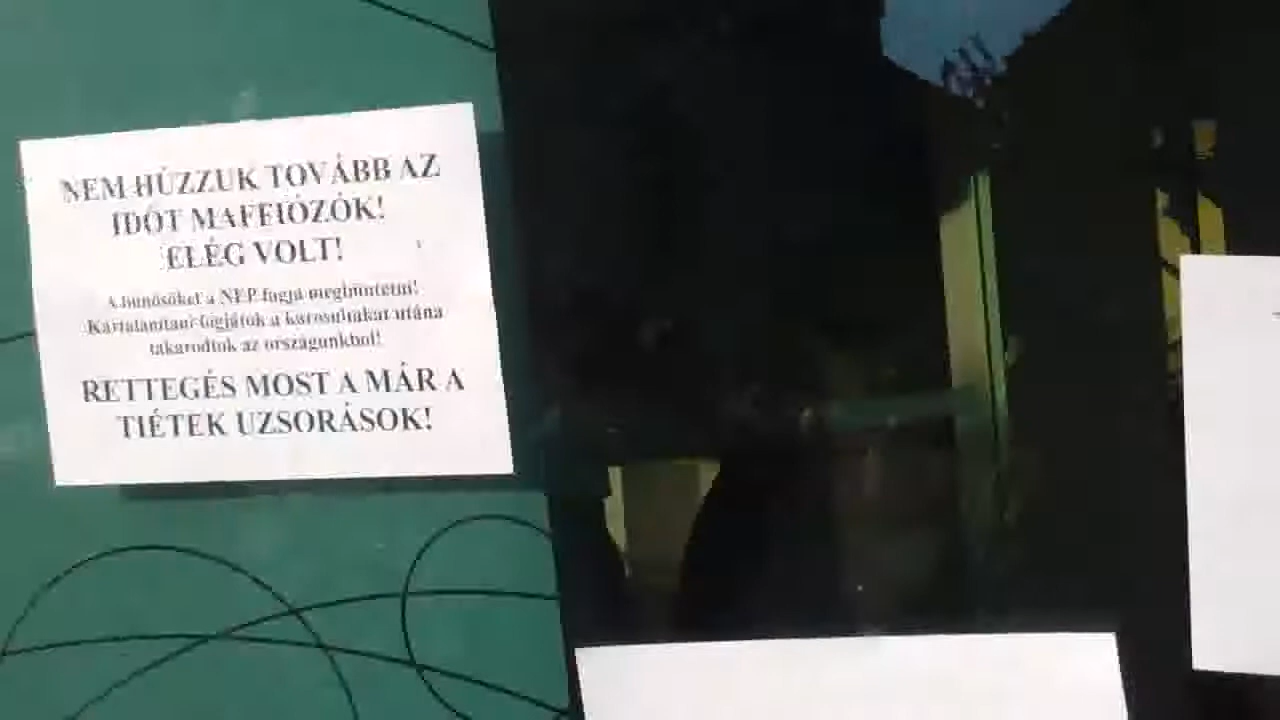 NEM HÚZZUK TOVÁBB AZ
IDŐT MAFFIÓZÓK!
ELÉG VOLT!
A bűnösöket a NÉP fogja megbüntetni!
Kártalanítani fogjátok a károsultakat utána
takarodtok az országunkból!
RETTEGÉS MOST A MÁR A
TIÉTEK UZSORÁSOK!